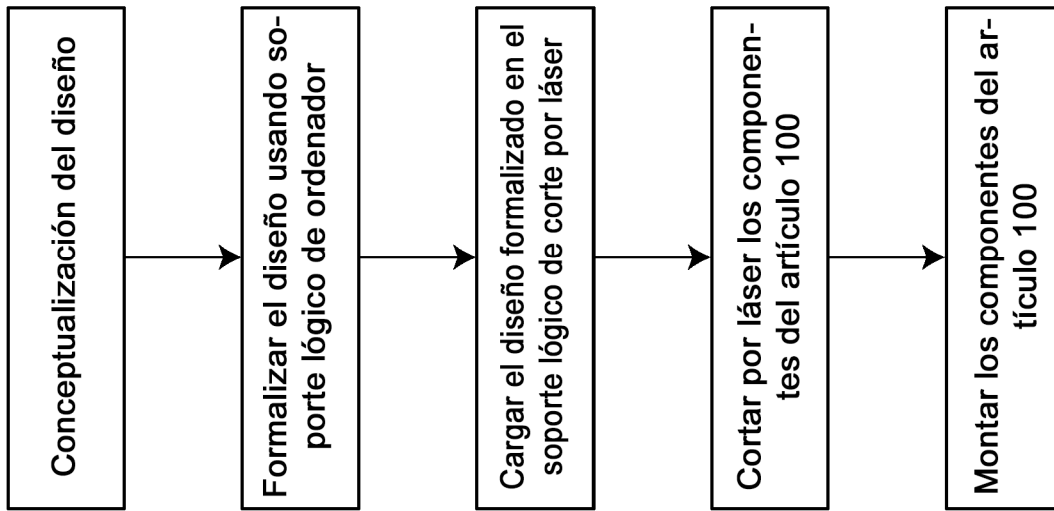 Conceptualización del diseño
Formalizar el diseño usando so-
porte lógico de ordenador
Cargar el diseño formalizado en el
soporte lógico de corte por láser
Cortar por láser los componen-
tes del artículo 100
Montar los componentes del ar-
tículo 100